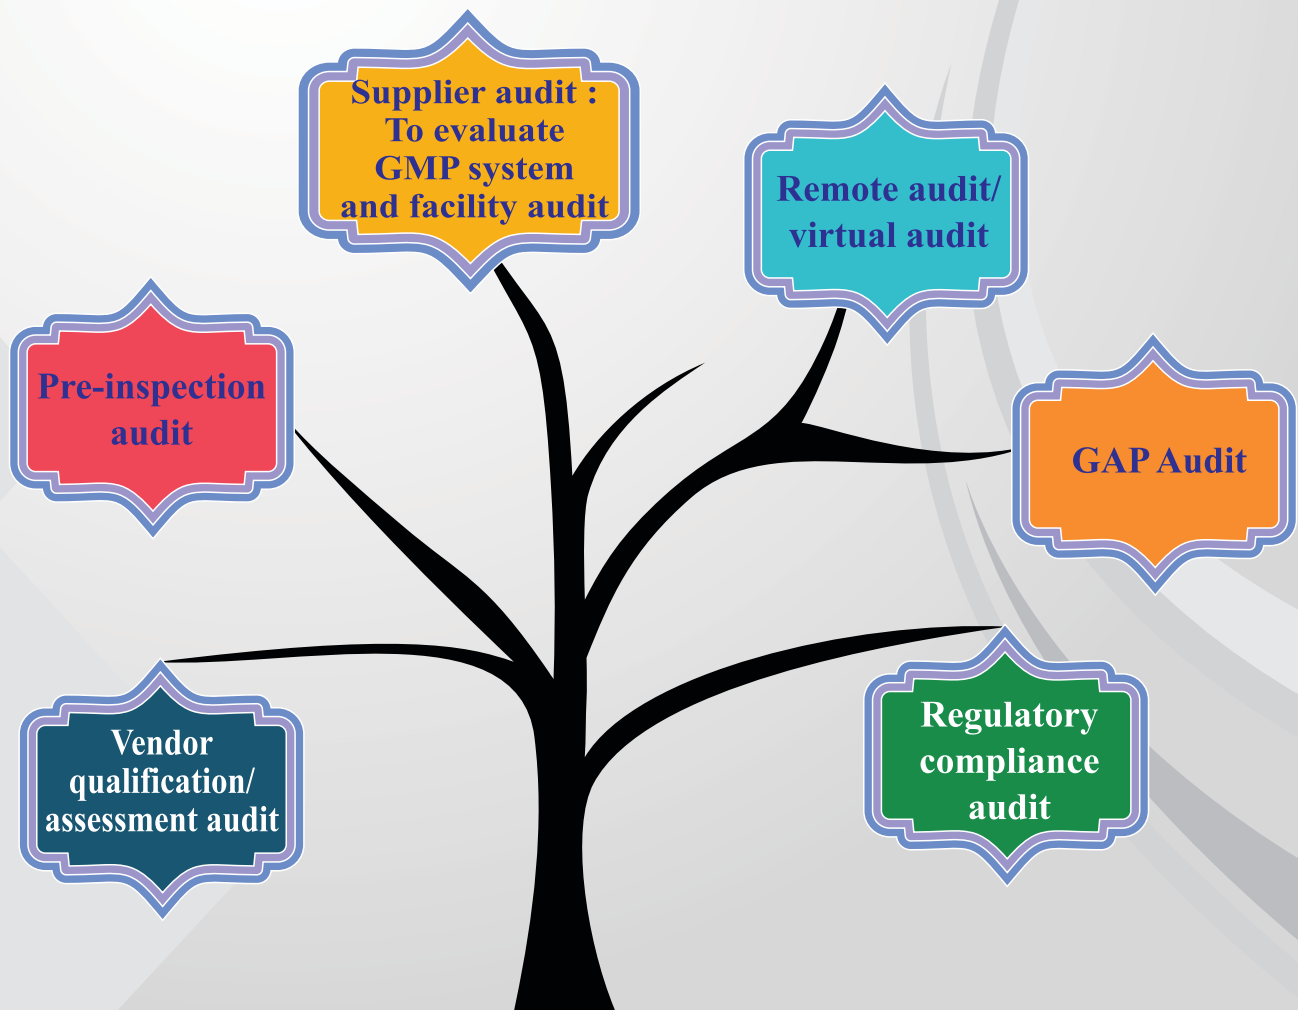 Supplier audit :
To evaluate
GMP system
and facility audit
Remote audit/
virtual audit
Pre-inspection
audit
GAP Audit
Vendor
qualification/
assessment audit
Regulatory
compliance
audit